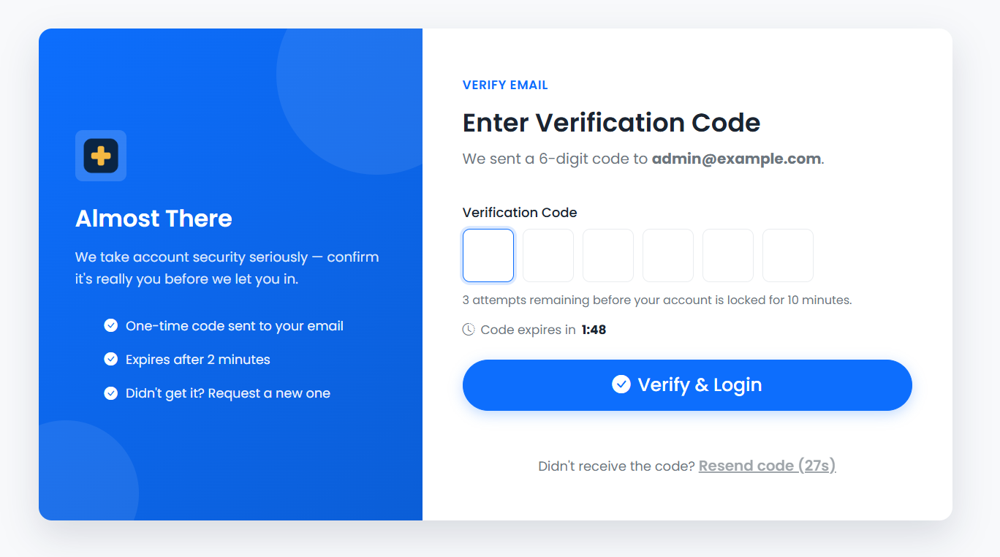 Almost There
We take account security seriously — confirm
it's really you before we let you in.
One-time code sent to your email
Expires after 2 minutes
Didn't get it? Request a new one
VERIFY EMAIL
Enter Verification Code
We sent a 6-digit code to admin@example.com.
Verification Code
3 attempts remaining before your account is locked for 10 minutes.
Code expires in 1:48
Verify & Login
Didn't receive the code? Resend code (27s)